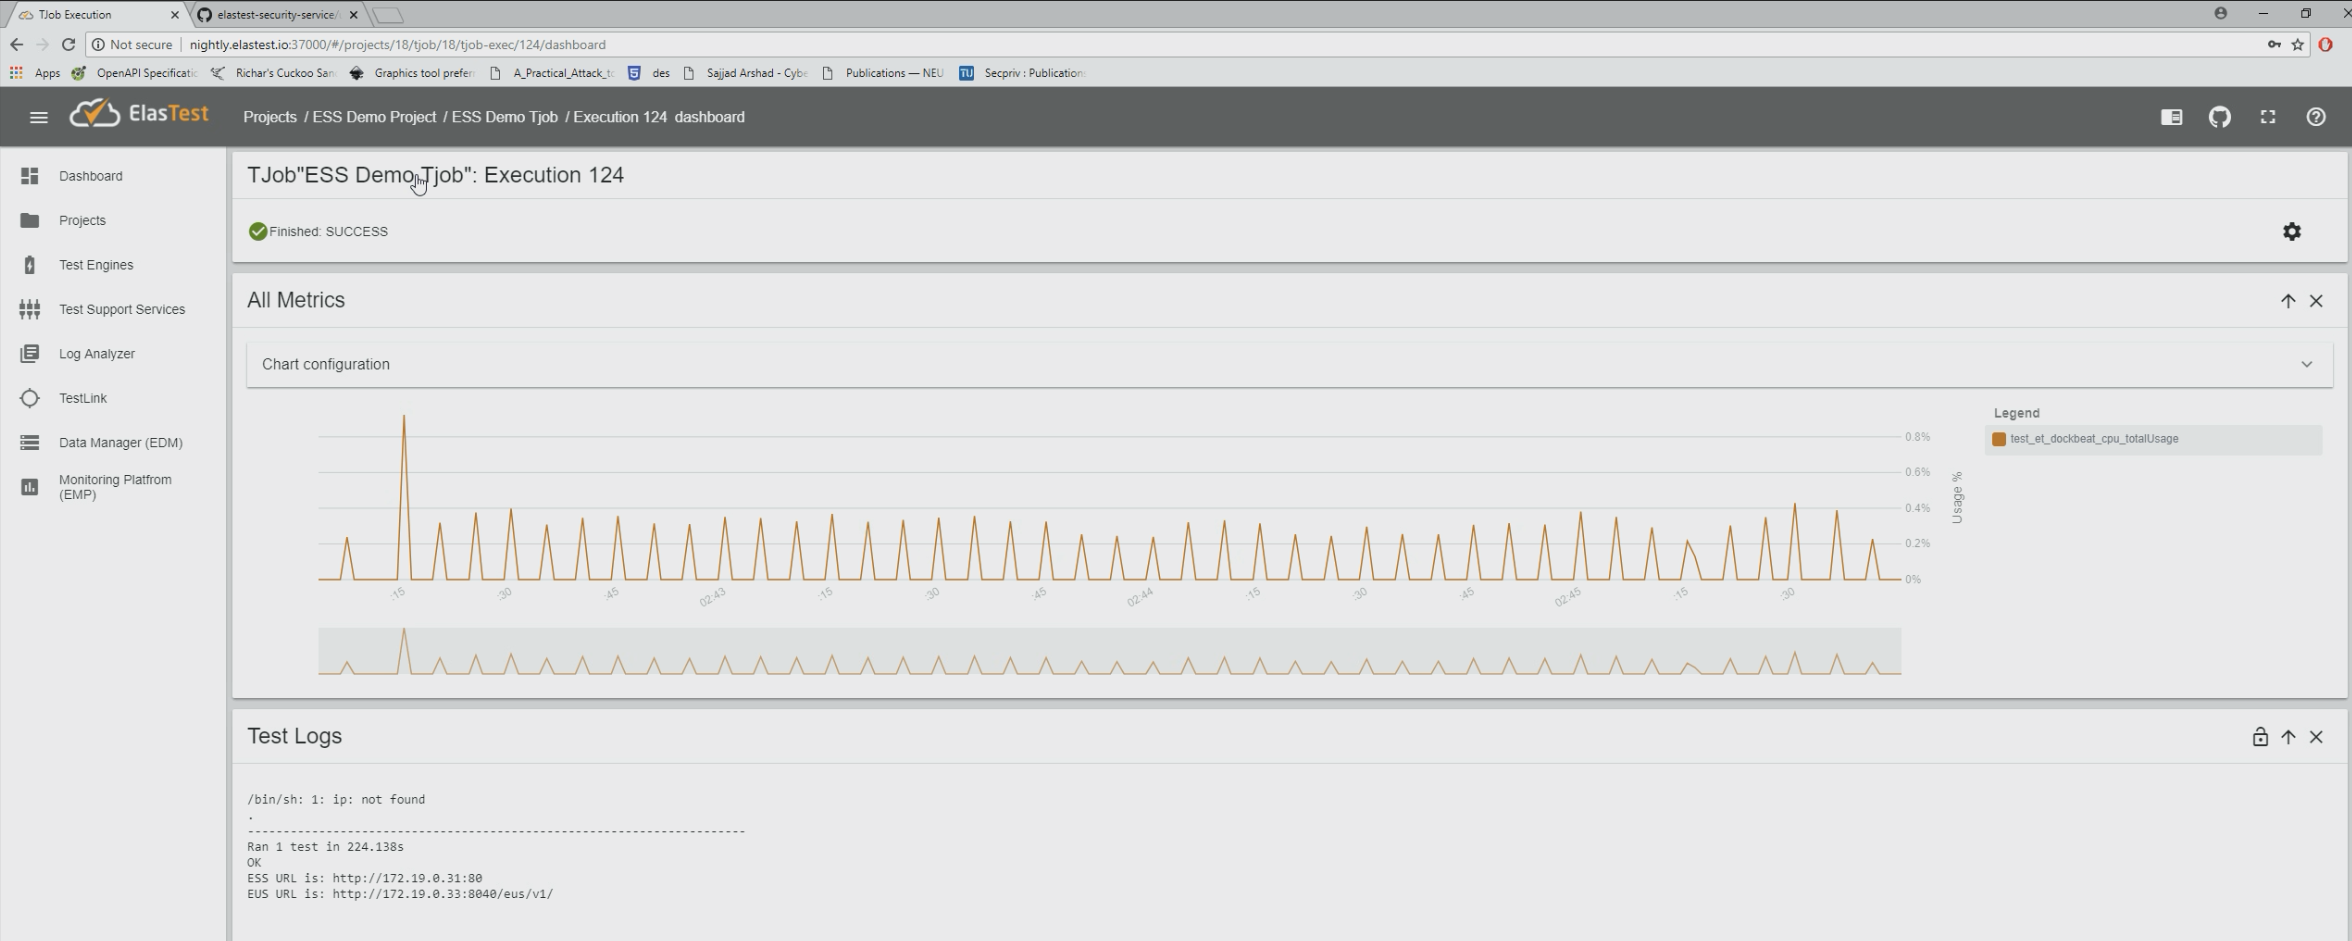 TJob Execution
elastest-security-service/
Not secure
nightly.elastest.io:37000/#/projects/18/tjob/18/tjob-exec/124/dashboard
Apps
OpenAPI Specificatic
Richar's Cuckoo San
Graphics tool prefer
A_Practical_Attack_to
des
Sajjad Arshad - Cybe
Publications — NEU
TU
Secpriv : Publication
ElasTest
Projects / ESS Demo Project / ESS Demo Tjob / Execution 124 dashboard
Dashboard
Projects
Test Engines
Test Support Services
Log Analyzer
TestLink
Data Manager (EDM)
Monitoring Platfrom
(EMP)
TJob"ESS Demo Tjob": Execution 124
Finished: SUCCESS
All Metrics
Chart configuration
0.8%
0.6%
0.4%
0.2%
0%
Usage %
:15
:30
:45
02:43
:15
:30
:45
02:44
:15
:30
:45
02:45
:15
:30
Legend
test_et_dockbeat_cpu_totalUsage
Test Logs
/bin/sh: 1: ip: not found
.
----------------------------------------------------------------------
Ran 1 test in 224.138s
OK
ESS URL is: http://172.19.0.31:80
EUS URL is: http://172.19.0.33:8040/eus/v1/